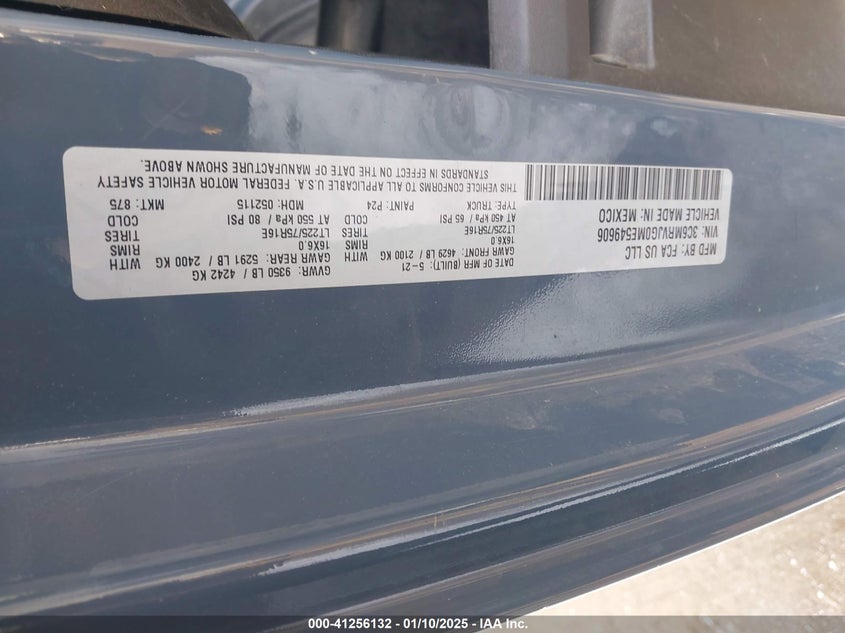 MFD BY: FCA US LLC
DATE OF MFR (BUILT): 5-21
GVWR: 9350 LB / 4242 KG
GAWR FRONT: 4629 LB / 2100 KG WITH
16X6.0 RIMS
LT225/75R16E TIRES
AT 450 kPa / 65 PSI COLD
GAWR REAR: 5291 LB / 2400 KG WITH
16X6.0 RIMS
LT225/75R16E TIRES
AT 550 kPa / 80 PSI COLD
VIN: 3C6MRVJG0ME549606
VEHICLE MADE IN: MEXICO
TYPE: TRUCK PAINT: P24 MDH: 052115 MKT: 875
THIS VEHICLE CONFORMS TO ALL APPLICABLE U.S.A. FEDERAL MOTOR VEHICLE SAFETY
STANDARDS IN EFFECT ON THE DATE OF MANUFACTURE SHOWN ABOVE.
000-41256132 - 01/10/2025 - IAA Inc.